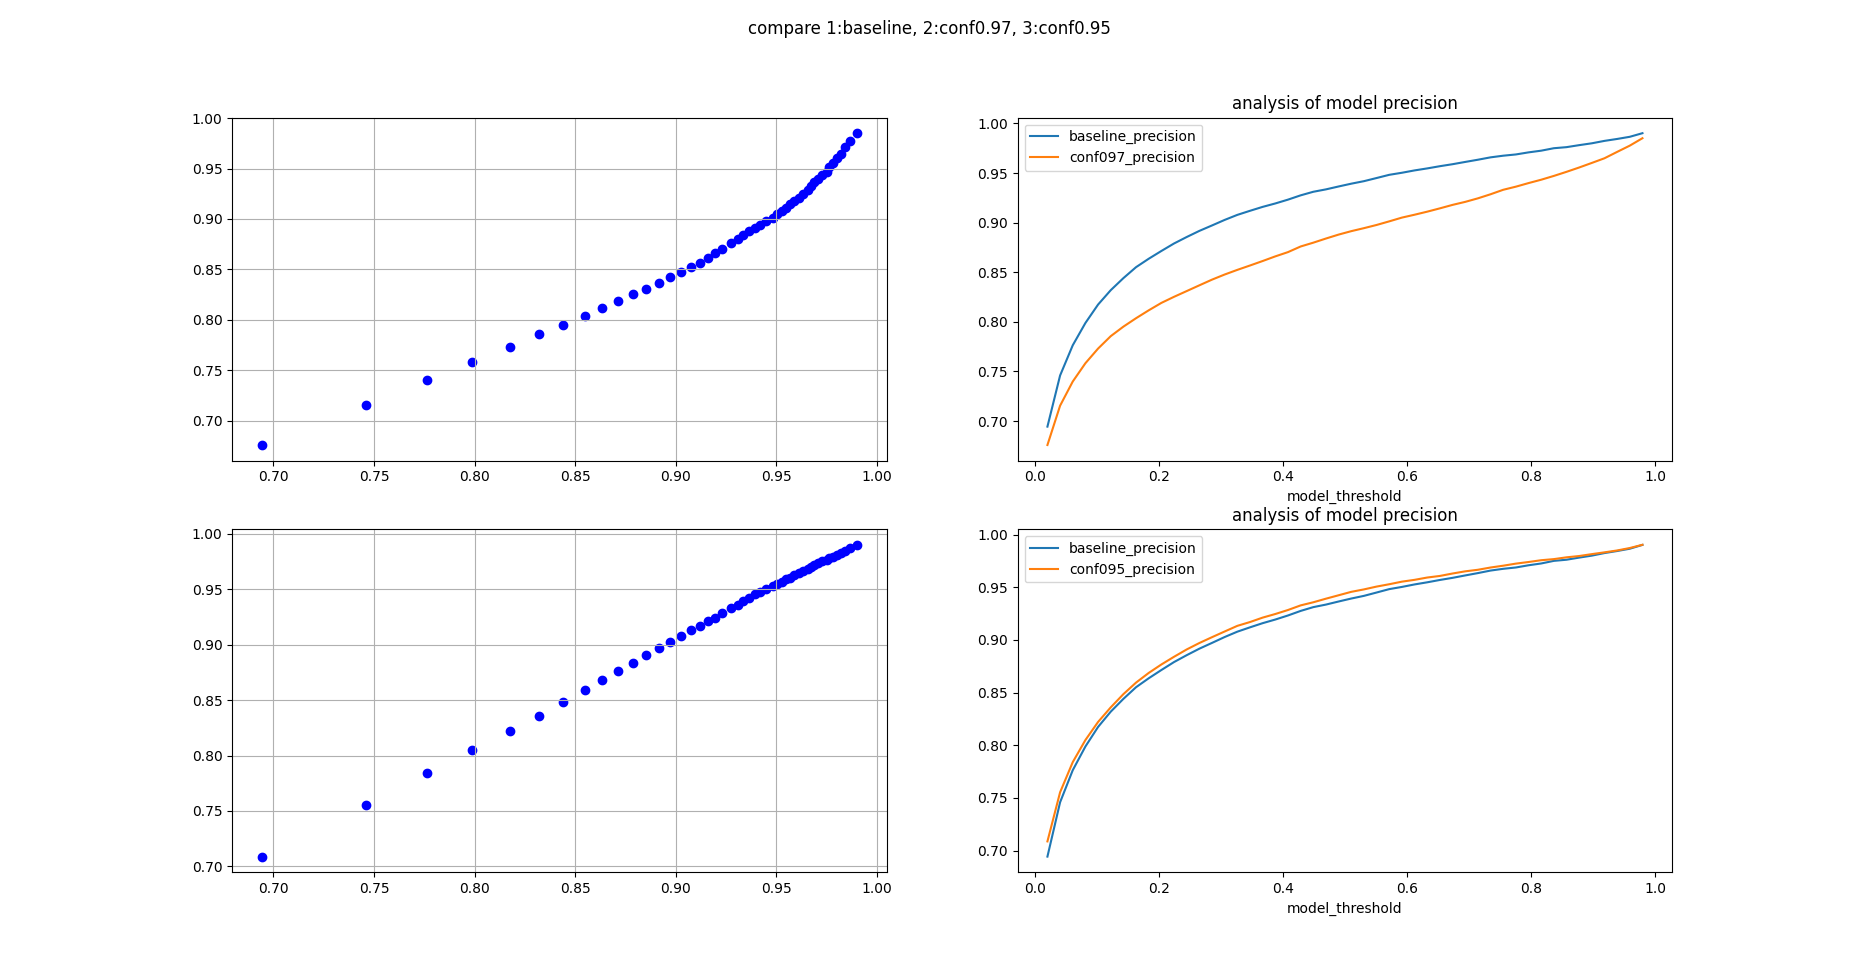 compare 1:baseline, 2:conf0.97, 3:conf0.95
1.00
0.95
0.90
0.85
0.80
0.75
0.70
0.70 0.75 0.80 0.85 0.90 0.95 1.00
analysis of model precision
baseline_precision
conf097_precision
1.00
0.95
0.90
0.85
0.80
0.75
0.70
0.0 0.2 0.4 0.6 0.8 1.0
model_threshold
1.00
0.95
0.90
0.85
0.80
0.75
0.70
0.70 0.75 0.80 0.85 0.90 0.95 1.00
analysis of model precision
baseline_precision
conf095_precision
1.00
0.95
0.90
0.85
0.80
0.75
0.70
0.0 0.2 0.4 0.6 0.8 1.0
model_threshold